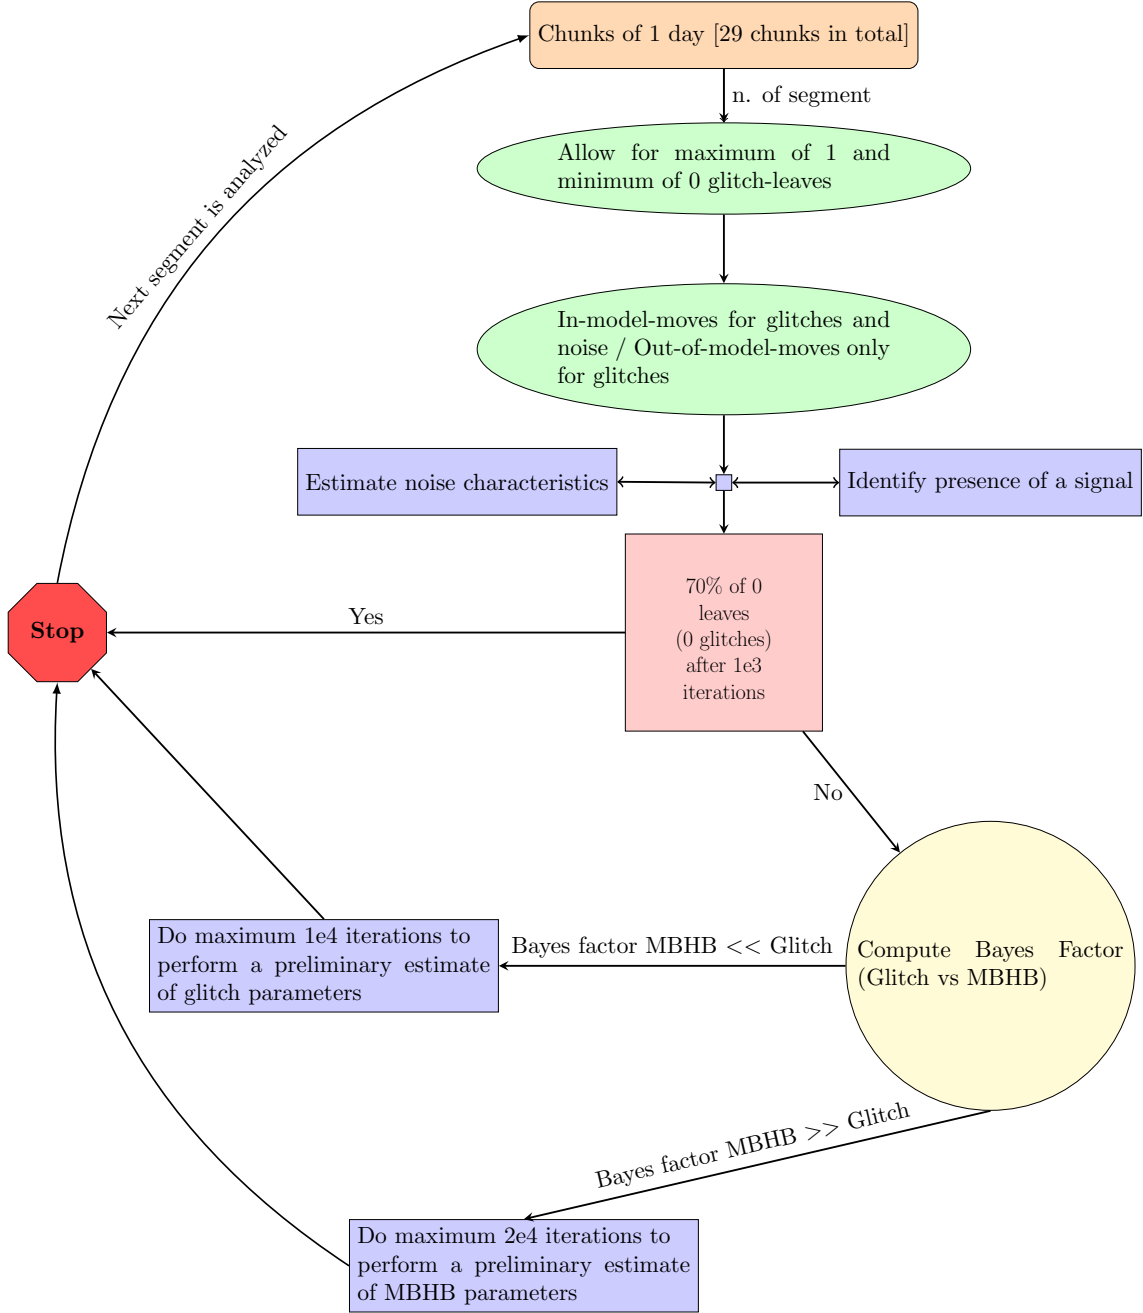 Chunks of 1 day [29 chunks in total]
n. of segment
Allow for maximum of 1 and
minimum of 0 glitch-leaves
Next segment is analyzed
In-model-moves for glitches and
noise / Out-of-model-moves only
for glitches
Estimate noise characteristics
Identify presence of a signal
70% of 0
leaves
(0 glitches)
after 1e3
iterations
Yes
Stop
No
Compute Bayes Factor
(Glitch vs MBHB)
Bayes factor MBHB << Glitch
Do maximum 1e4 iterations to
perform a preliminary estimate
of glitch parameters
Bayes factor MBHB >> Glitch
Do maximum 2e4 iterations to
perform a preliminary estimate
of MBHB parameters